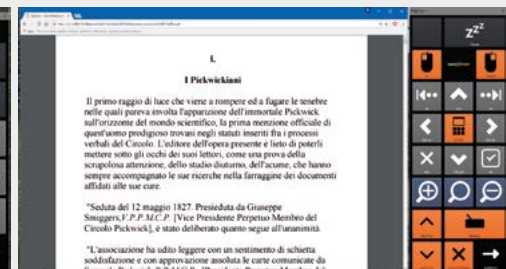 I.
I Pickwickiani
Il primo raggio di luce che viene a rompere ed a fugare le tenebre
nelle quali pareva involta l'apparizione dell'immortale Pickwick
sull'orizzonte del mondo scientifico, la prima menzione officiale di
quest'uomo prodigioso trovasi negli statuti inseriti fra i processi
verbali del Circolo. L'editore dell'opera presente è lieto di poterli
mettere sotto gli occhi dei suoi lettori, come una prova della
scrupolosa attenzione, dello studio diuturno, dell'acume, che hanno
sempre accompagnato le sue ricerche nella farraggine dei documenti
affidati alle sue cure.
"Seduta del 12 maggio 1827. Presieduta da Giuseppe
Smiggers, V.P.P.M.C.P. [Vice Presidente Perpetuo Membro del
Circolo Pickwick], è stato deliberato quanto segue all'unanimità.
"L'associazione ha udito leggere con un sentimento di schietta
soddisfazione e con approvazione assoluta le carte comunicate da
zzz